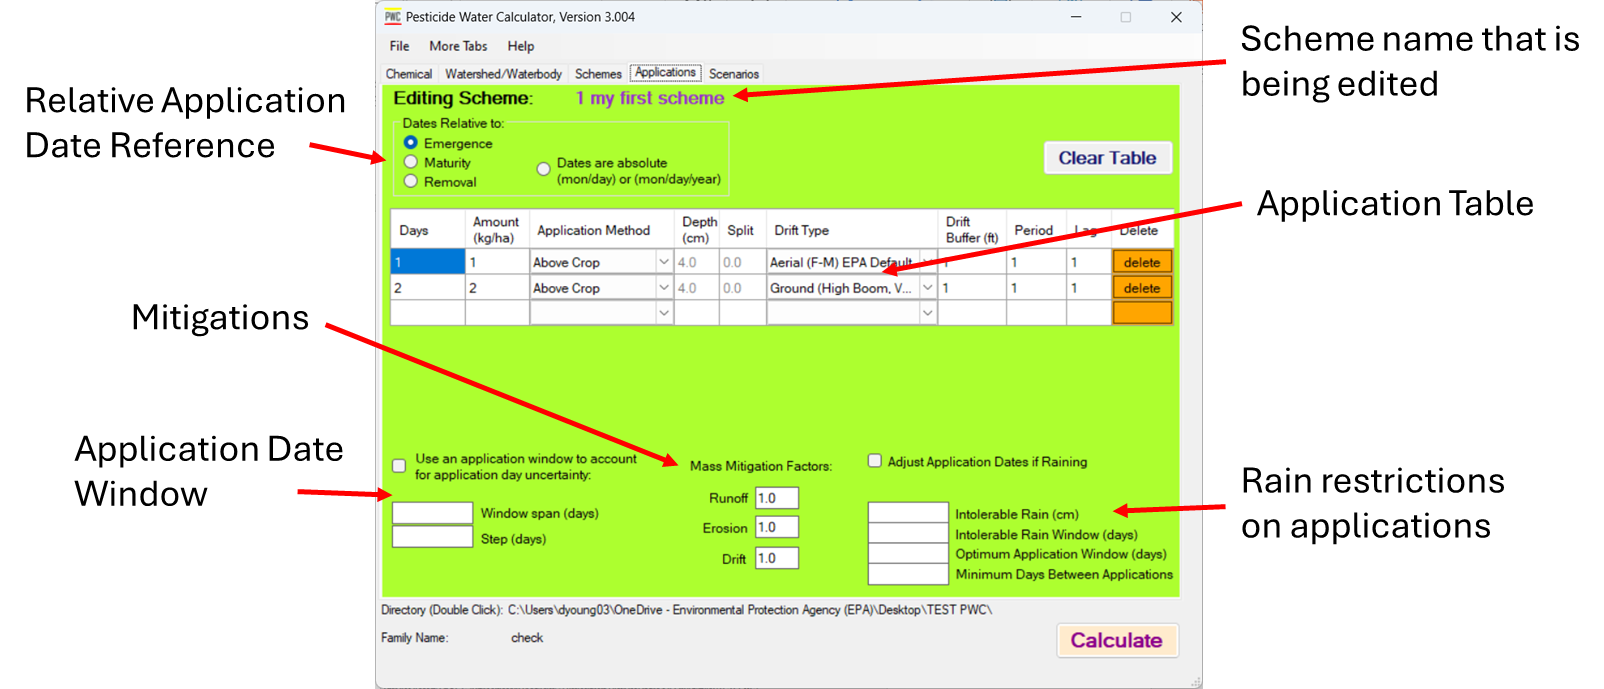 PWC Pesticide Water Calculator, Version 3.004
File More Tabs Help
Chemical Watershed/Waterbody Schemes Applications Scenarios
Editing Scheme: 1 my first scheme
Scheme name that is
being edited
Relative Application
Date Reference
Dates Relative to:
Emergence
Maturity
Removal
Dates are absolute
(mon/day) or (mon/day/year)
Clear Table
Application Table
Days Amount (kg/ha) Application Method Depth (cm) Split Drift Type Drift Buffer (ft) Period Lag Delete
1 1 Above Crop 4.0 0.0 Aerial (F-M) EPA Default 1 1 1 delete
2 2 Above Crop 4.0 0.0 Ground (High Boom, V... 1 1 1 delete
Mitigations
Application Date
Window
Use an application window to account
for application day uncertainty:
Window span (days)
Step (days)
Mass Mitigation Factors:
Runoff 1.0
Erosion 1.0
Drift 1.0
Adjust Application Dates if Raining
Intolerable Rain (cm)
Intolerable Rain Window (days)
Optimum Application Window (days)
Minimum Days Between Applications
Rain restrictions
on applications
Directory (Double Click): C:\Users\dyoung03\OneDrive - Environmental Protection Agency (EPA)\Desktop\TEST PWC\
Family Name: check
Calculate